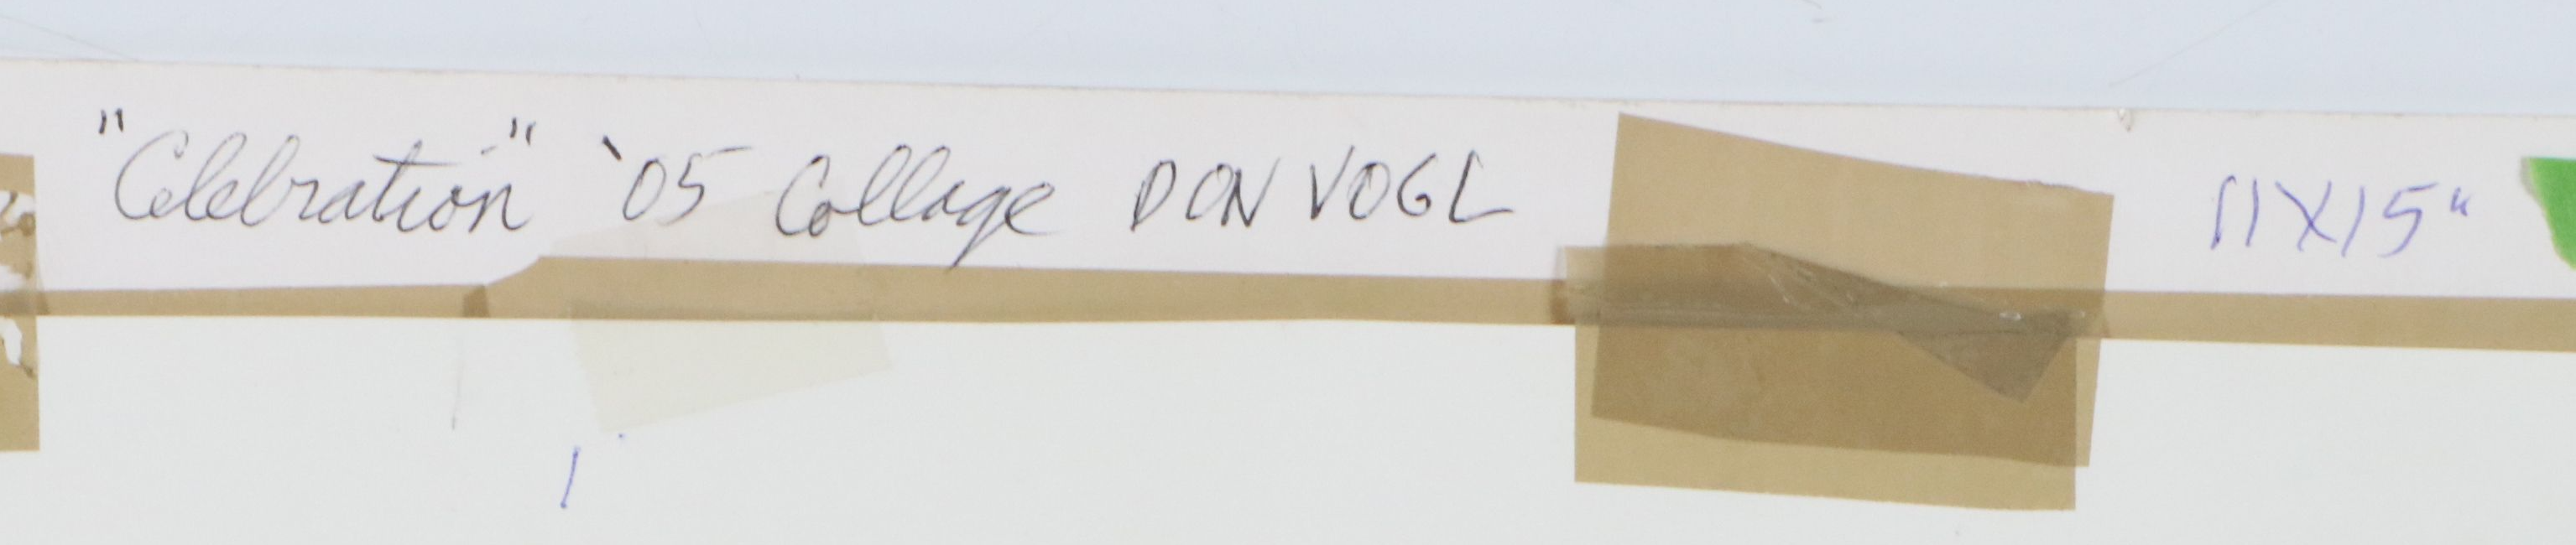 "Celebration" '05 Collage DON VOGL 11X15"